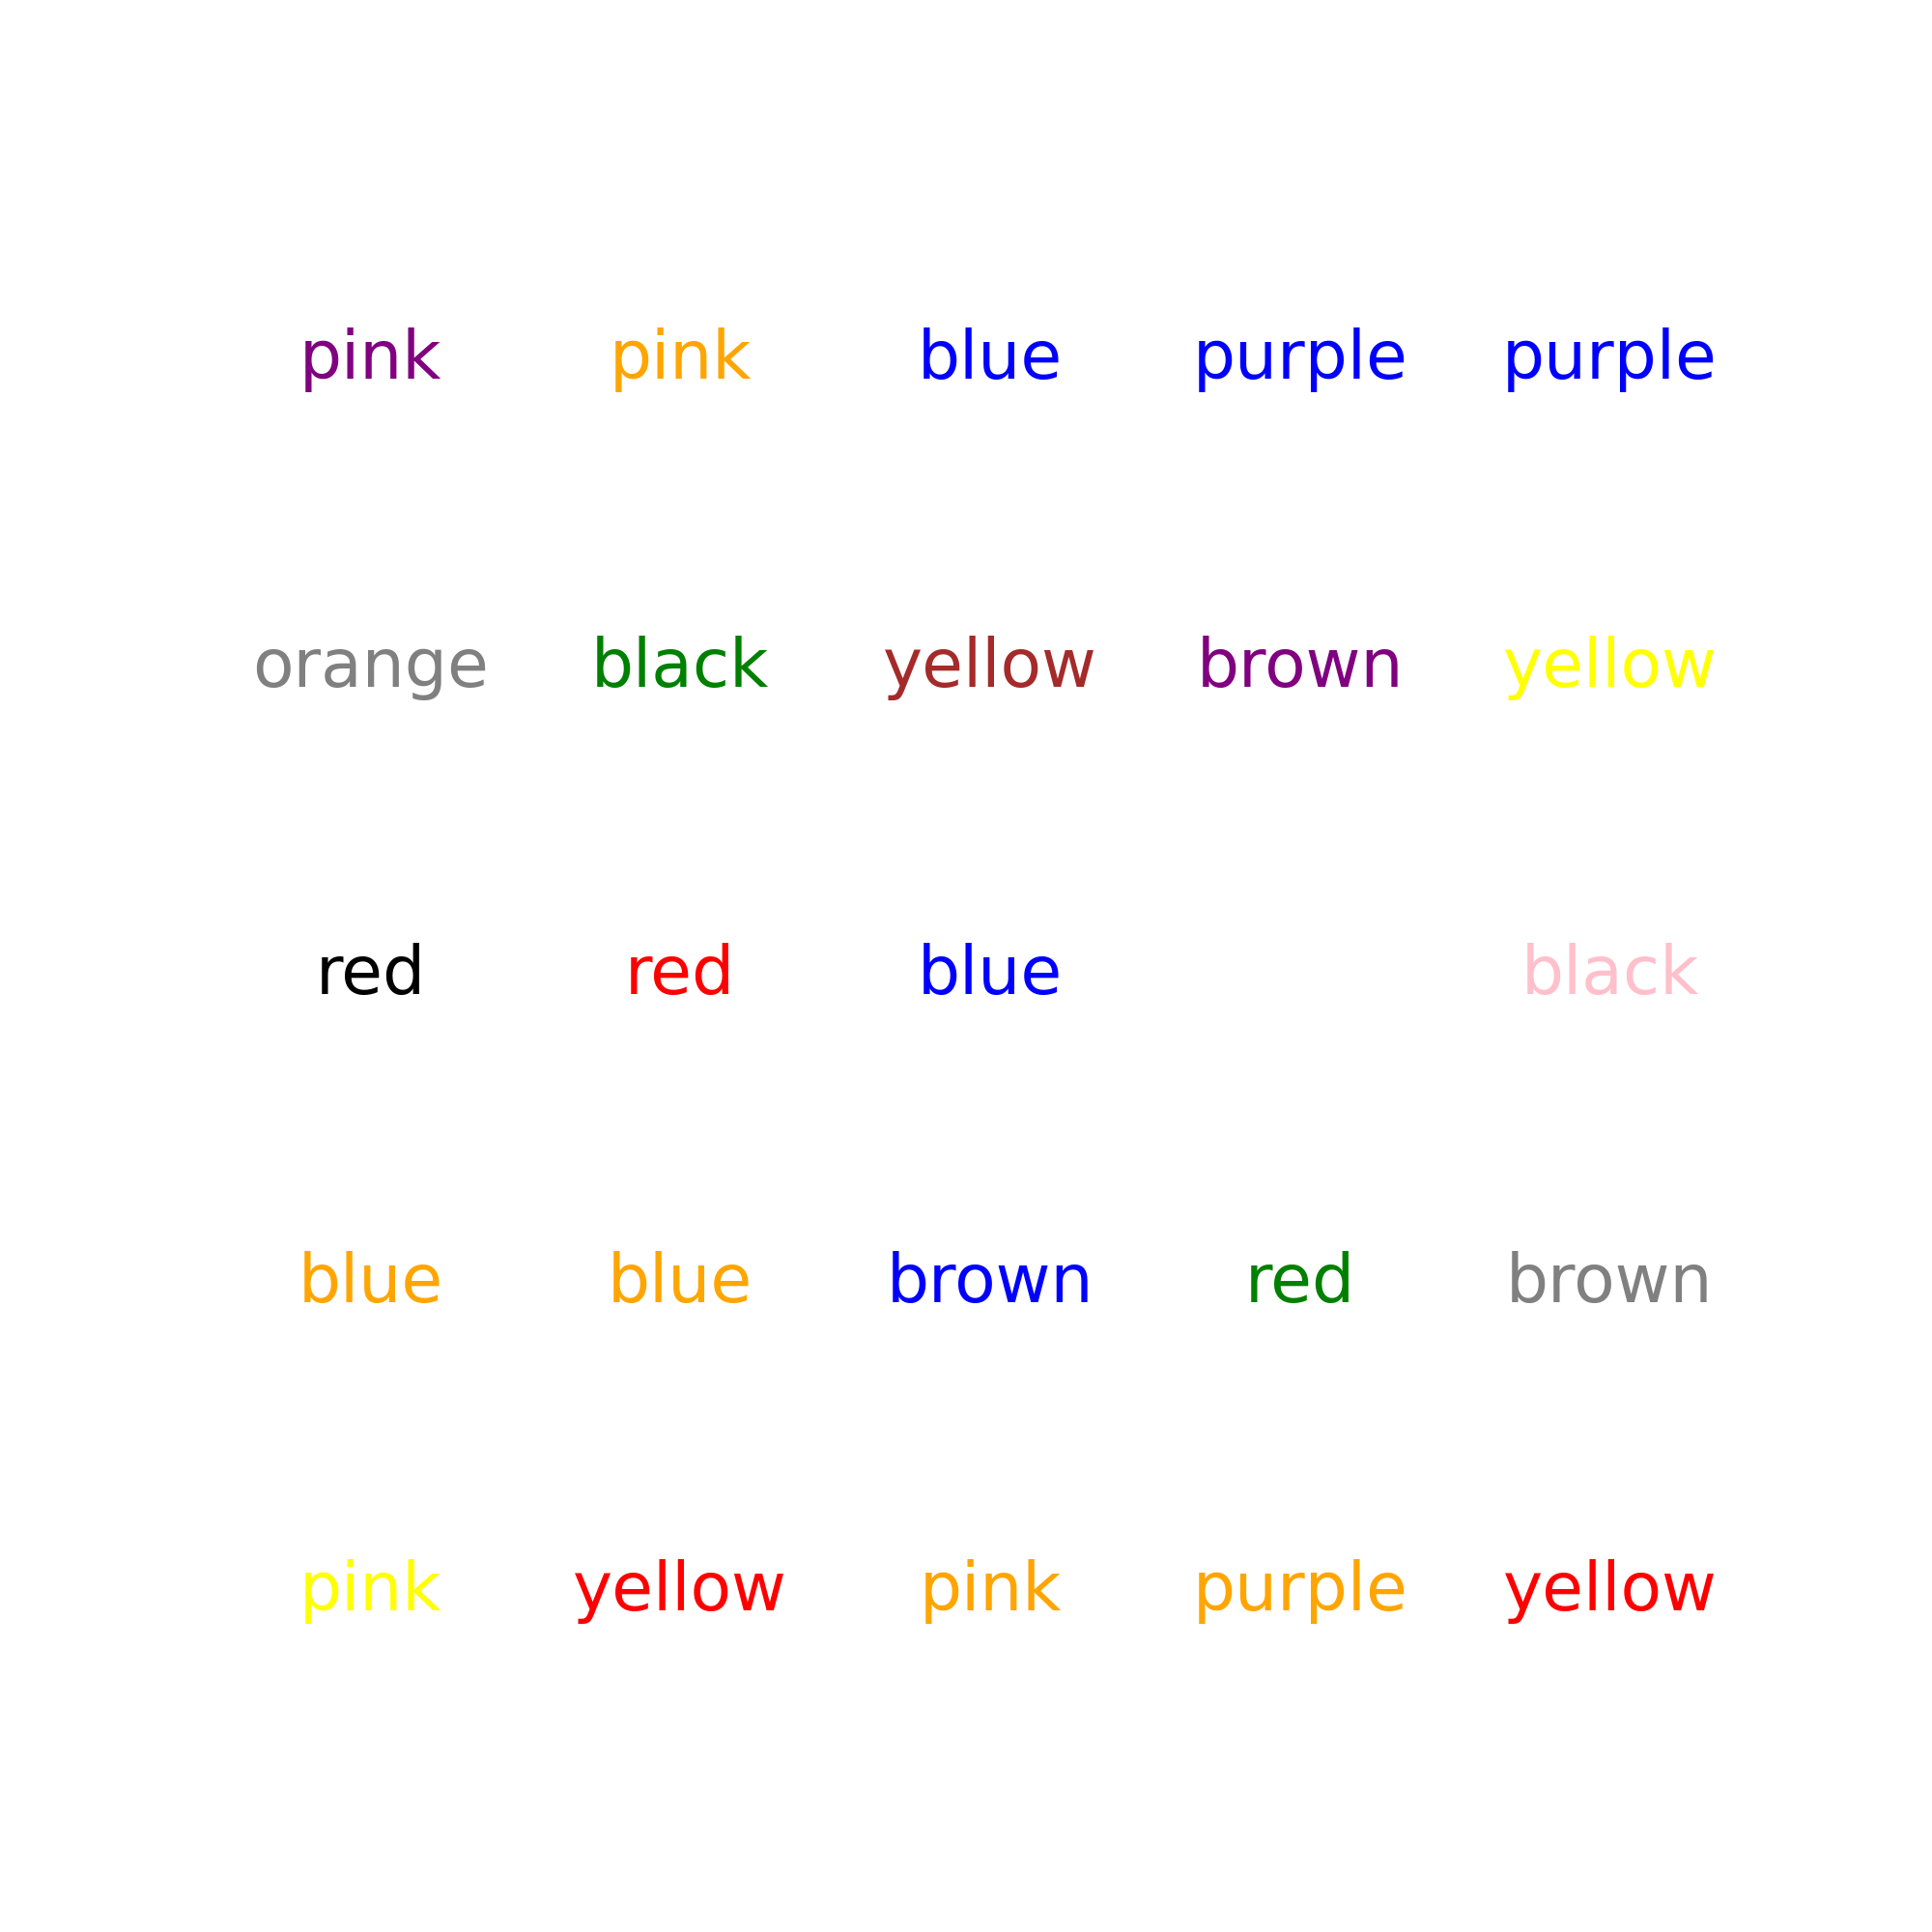 pink pink blue purple purple
orange black yellow brown yellow
red red blue black
blue blue brown red brown
pink yellow pink purple yellow